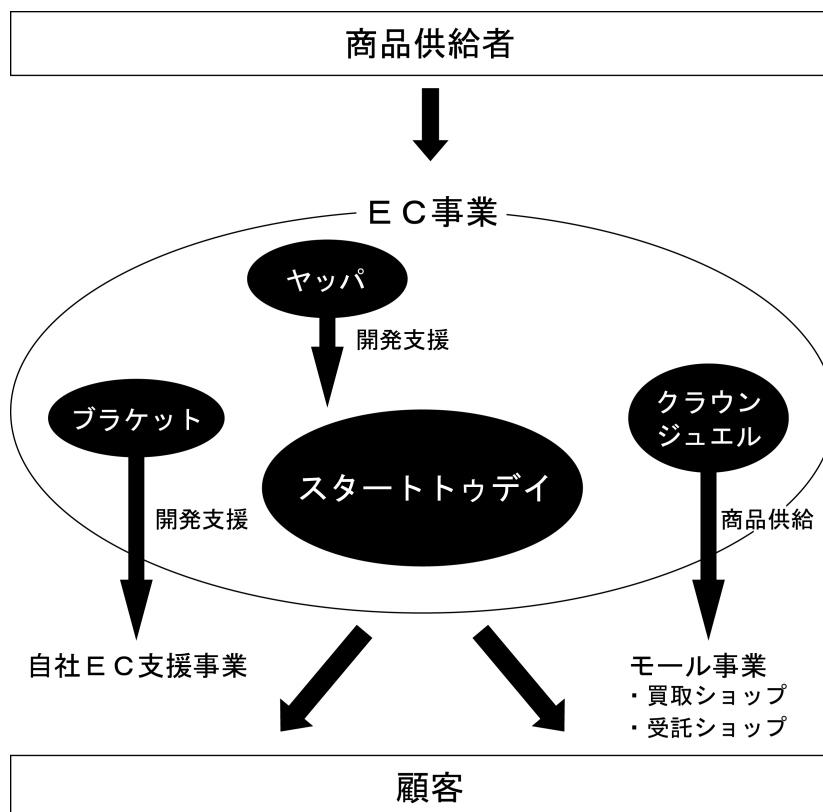 商品供給者
ＥＣ事業
ヤッパ
開発支援
ブラケット
クラウン
ジュエル
スタートトゥデイ
開発支援
商品供給
自社ＥＣ支援事業
モール事業
・買取ショップ
・受託ショップ
顧客